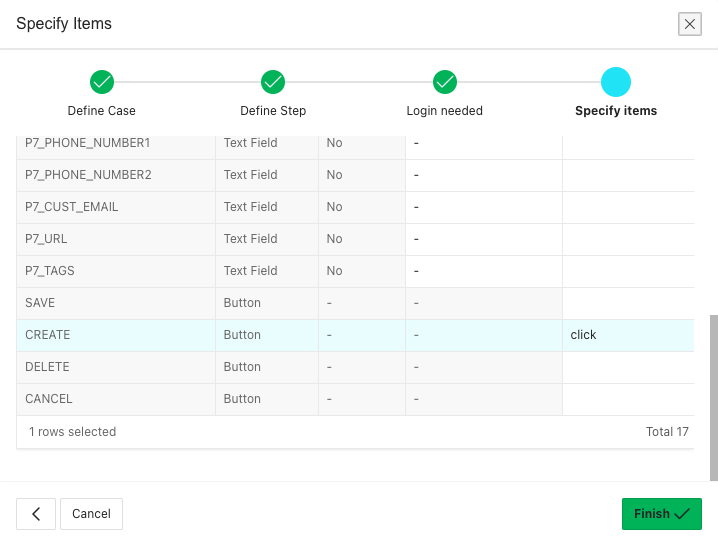 Specify Items
Define Case Define Step Login needed Specify items
P7_PHONE_NUMBER1 Text Field No -
P7_PHONE_NUMBER2 Text Field No -
P7_CUST_EMAIL Text Field No -
P7_URL Text Field No -
P7_TAGS Text Field No -
SAVE Button - -
CREATE Button - - click
DELETE Button - -
CANCEL Button - -
1 rows selected Total 17
Cancel Finish